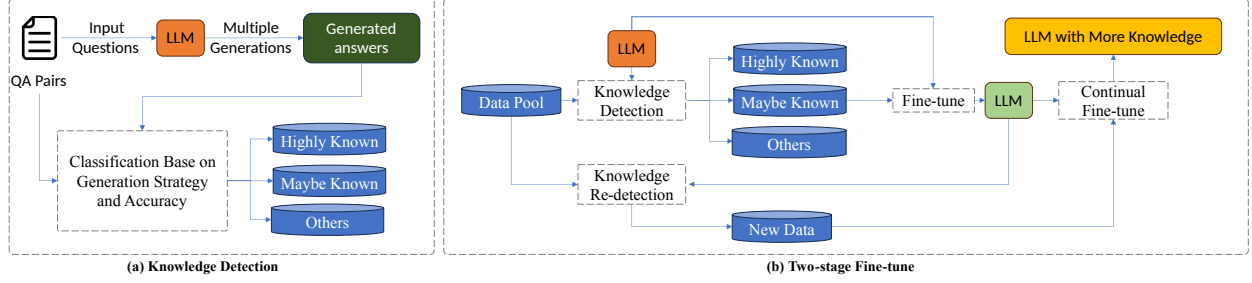 Input
Questions
LLM
Multiple
Generations
Generated
answers
QA Pairs
Classification Base on
Generation Strategy
and Accuracy
Highly Known
Maybe Known
Others
(a) Knowledge Detection
LLM
LLM with More Knowledge
Data Pool
Knowledge
Detection
Highly Known
Maybe Known
Others
Fine-tune
LLM
Continual
Fine-tune
Knowledge
Re-detection
New Data
(b) Two-stage Fine-tune